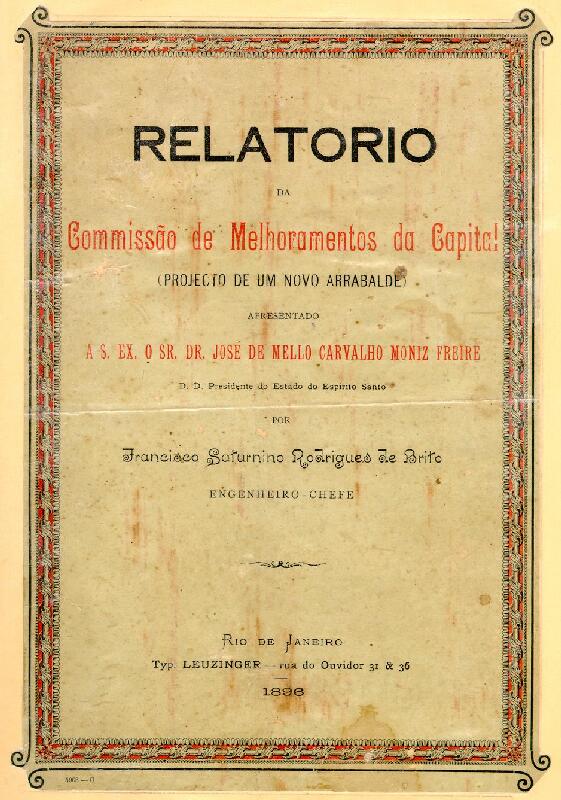 RELATORIO
DA
Commissão de Melhoramentos da Capital
(PROJECTO DE UM NOVO ARRABALDE)
APRESENTADO
A S. EX. O SR. DR. JOSÉ DE MELLO CARVALHO MONIZ FREIRE
D. D. Presidente do Estado do Espirito Santo
POR
Francisco Saturnino Rodrigues de Brito
ENGENHEIRO-CHEFE
RIO DE JANEIRO
Typ. LEUZINGER — rua do Ouvidor 31 & 36
1896